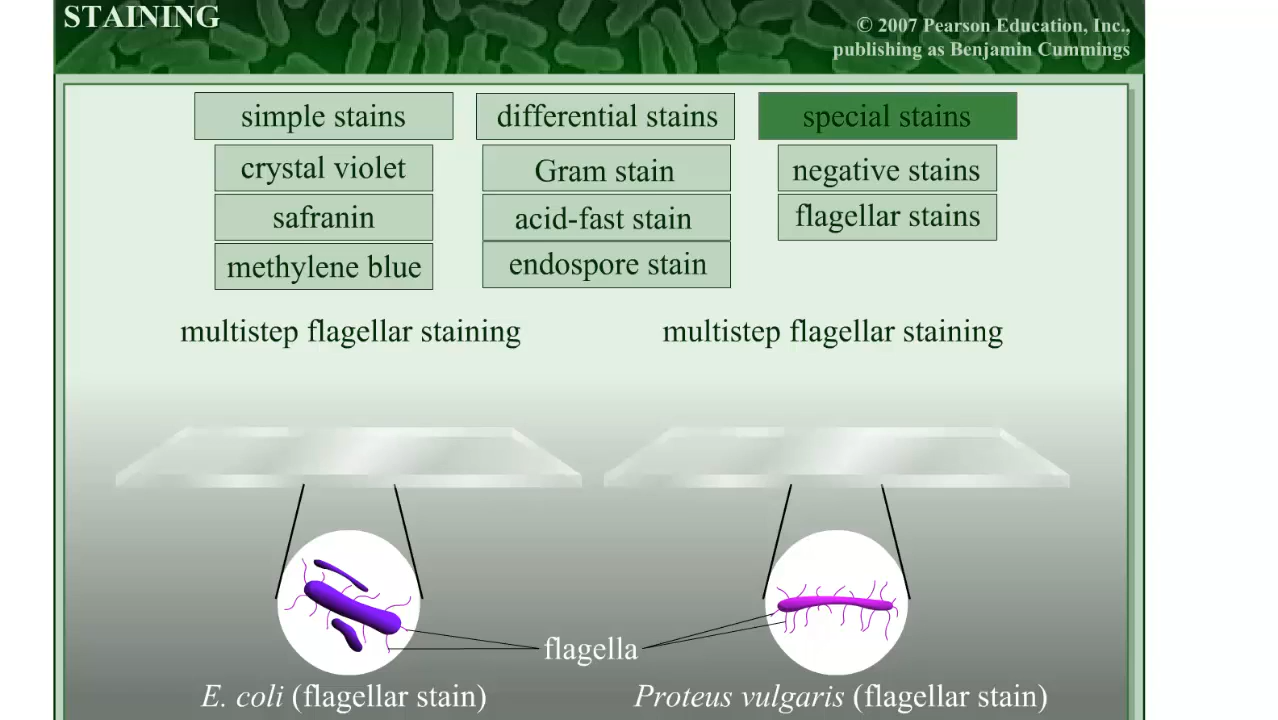 STAINING
© 2007 Pearson Education, Inc.,
publishing as Benjamin Cummings
simple stains
differential stains
special stains
crystal violet
Gram stain
negative stains
safranin
acid-fast stain
flagellar stains
methylene blue
endospore stain
multistep flagellar staining
multistep flagellar staining
flagella
E. coli (flagellar stain)
Proteus vulgaris (flagellar stain)